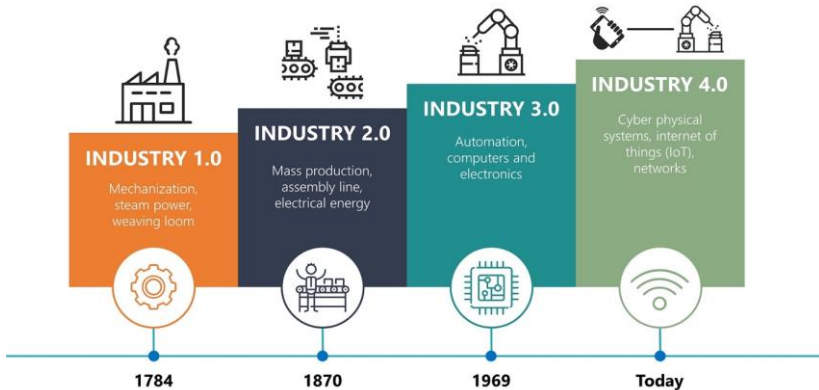 INDUSTRY 1.0
Mechanization,
steam power,
weaving loom
INDUSTRY 2.0
Mass production,
assembly line,
electrical energy
INDUSTRY 3.0
Automation,
computers and
electronics
INDUSTRY 4.0
Cyber physical
systems, internet of
things (IoT),
networks
1784
1870
1969
Today